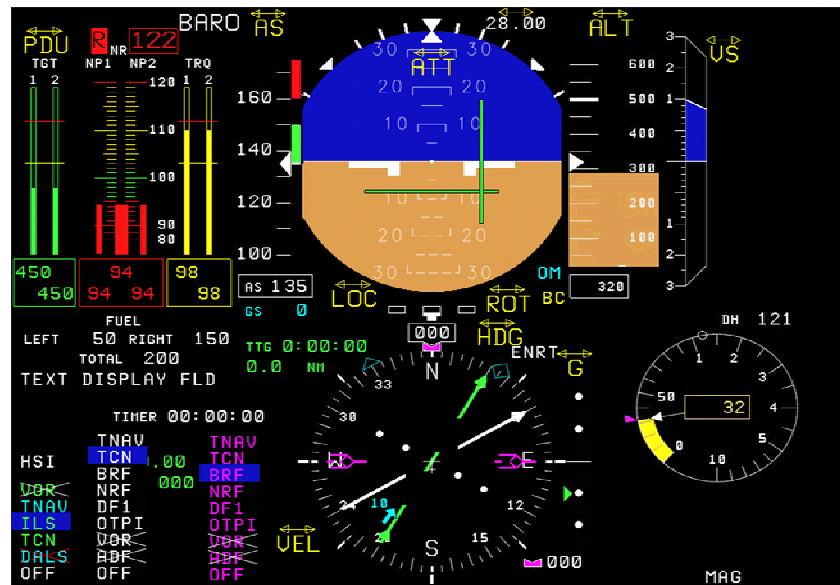 BARO AS 28.00 ALT
PDU R NR 122 ATT VS
TGT NP1 NP2 TRQ
1 2 1 2
120
110
100
90
80
450
450
94
94 94
98
98
160
140
120
100
AS 135
GS 0
30 30
20 20
10 10
10 10
20 20
30 30
600
500
400
300
200
100
3
2
1
1
2
3
OM
BC
320
LOC ROT
000 HDG
FUEL
LEFT 50 RIGHT 150
TOTAL 200
TEXT DISPLAY FLD
TTG 0:00:00
0.0 NM
ENRT G
DH 121
TIMER 00:00:00
HSI
VOR
TNAV
ILS
TCN
DALS
OFF
TNAV
TCN
BRF
NRF
DF1
OTPI
VOR
ADF
OFF
.00
000
TNAV
TCN
BRF
NRF
DF1
OTPI
VOR
ADF
OFF
N
33
30
W
24
S
15
12
E
10
VEL
000
1 2
3
4
5
10
0
50
32
MAG